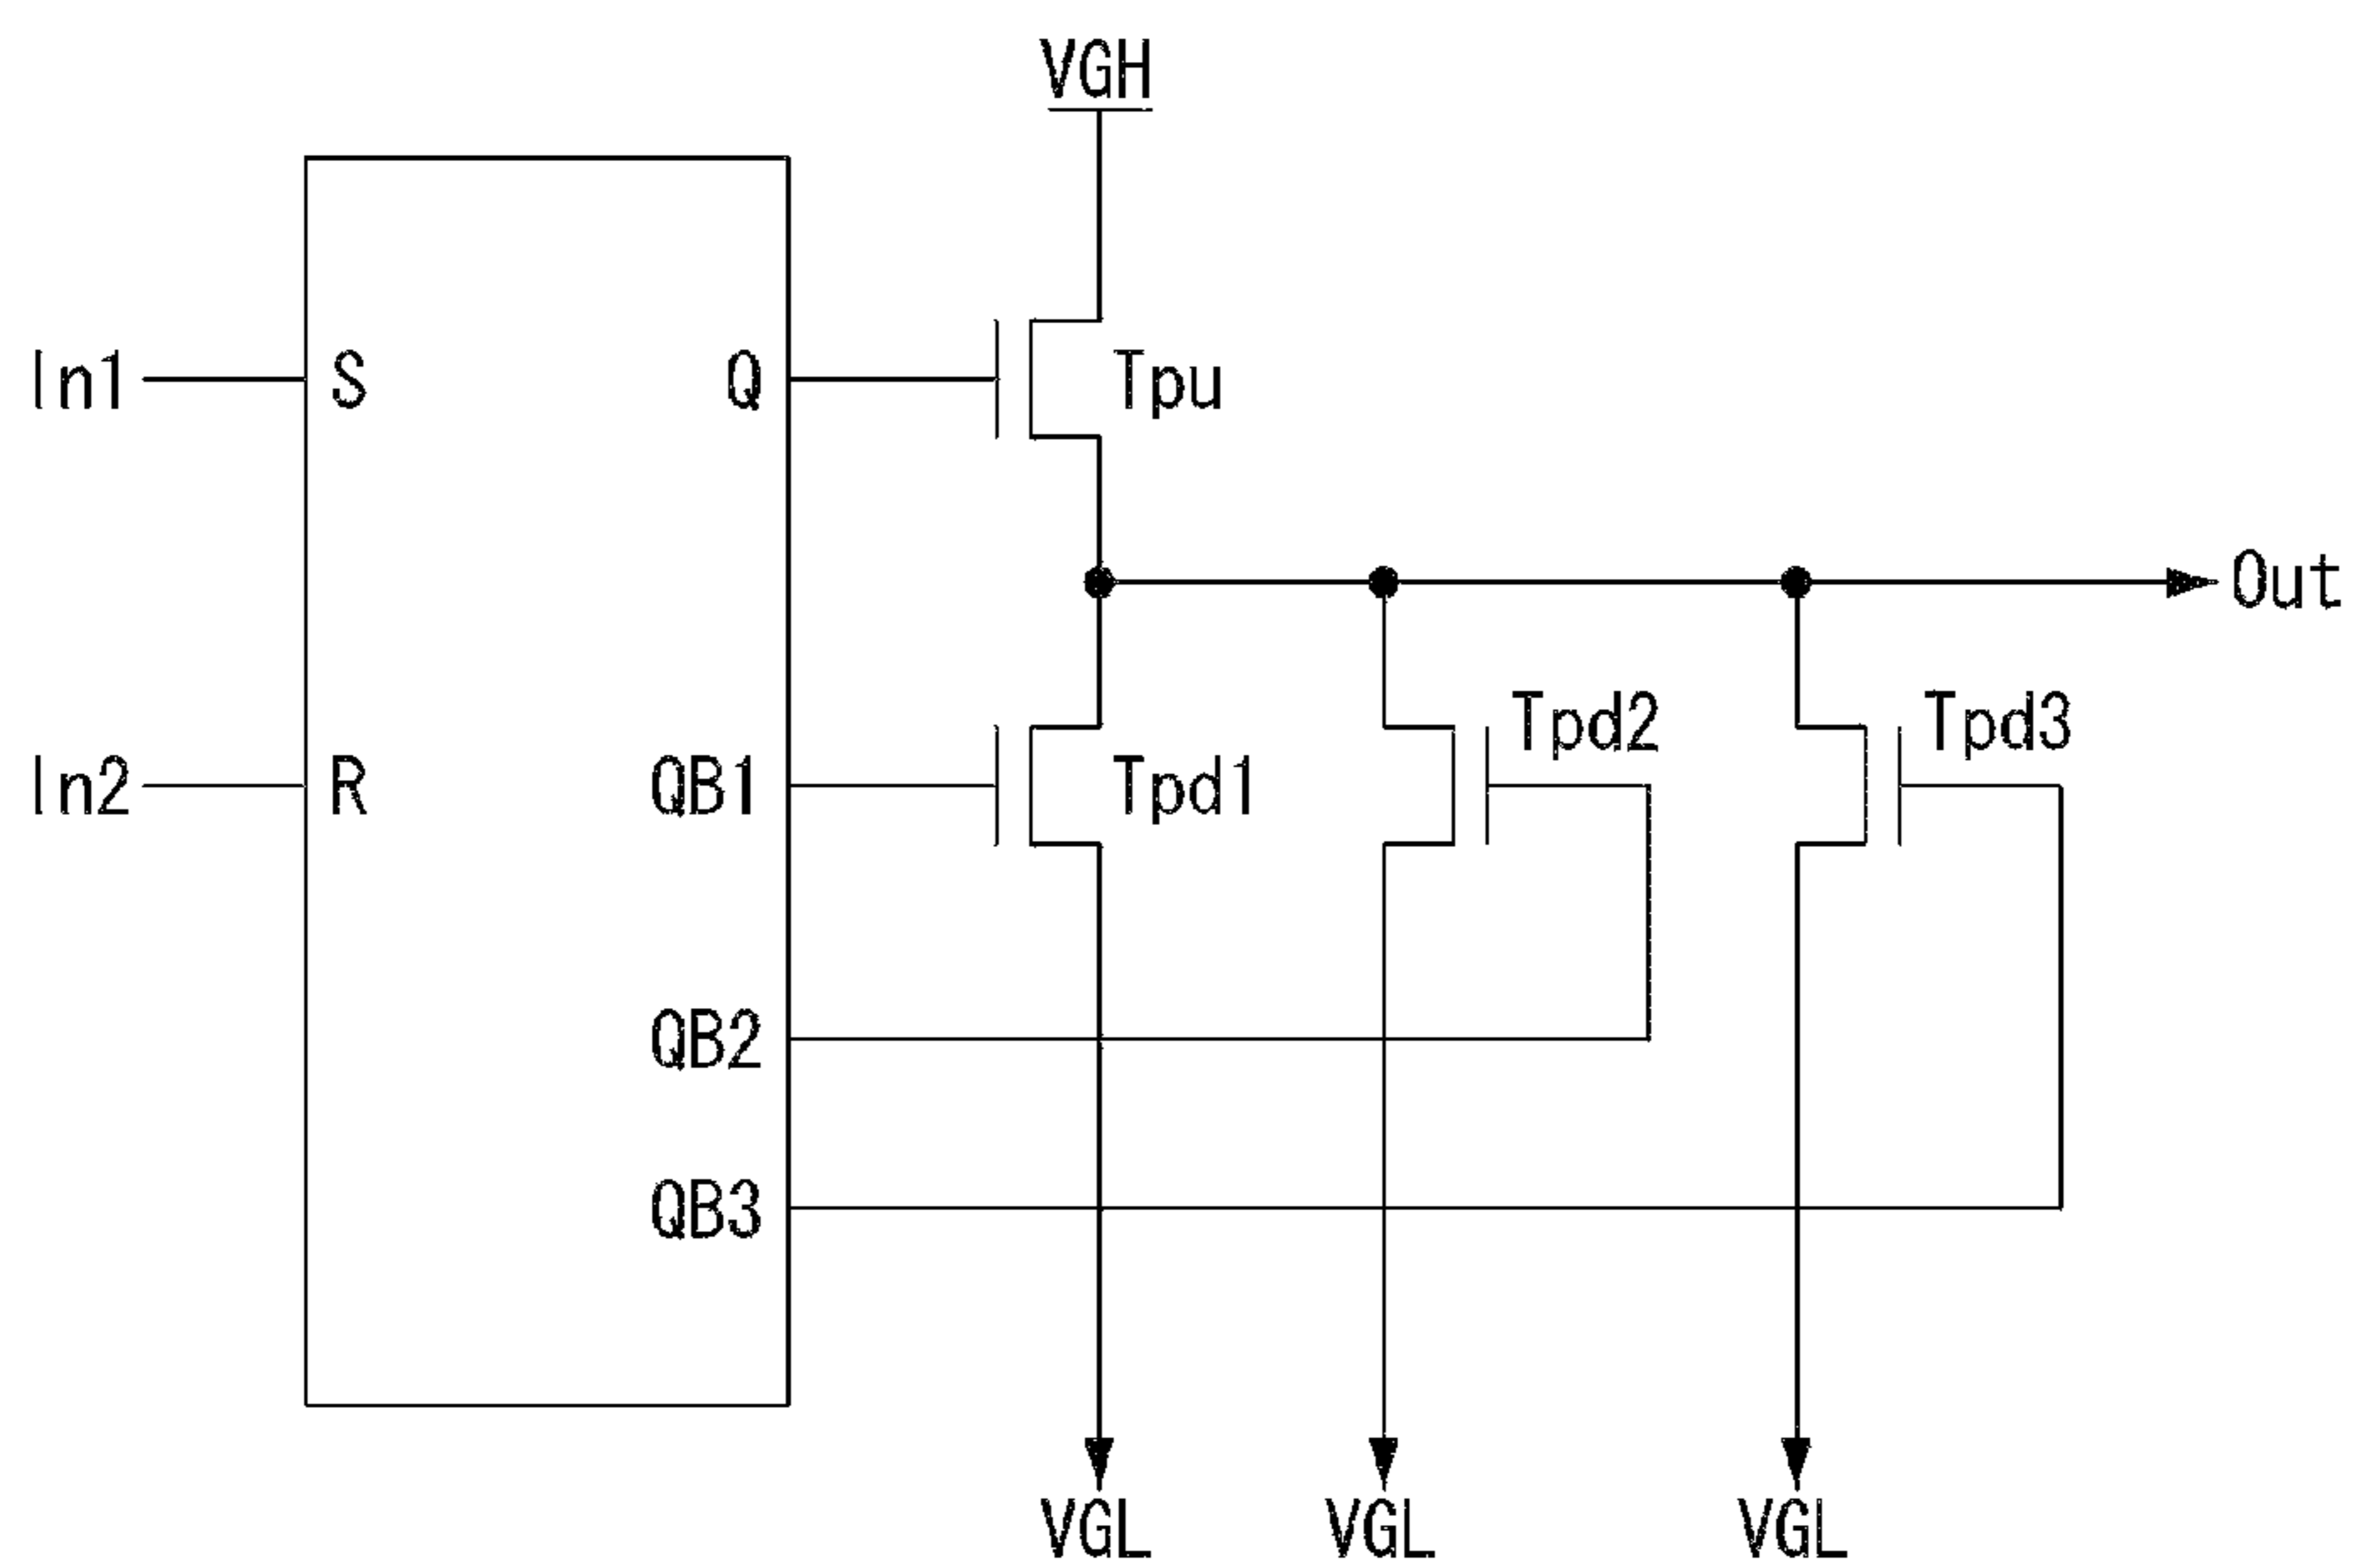 VGH
In1
S
Q
Tpu
Out
In2
R
QB1
Tpd1
Tpd2
Tpd3
QB2
QB3
VGL
VGL
VGL